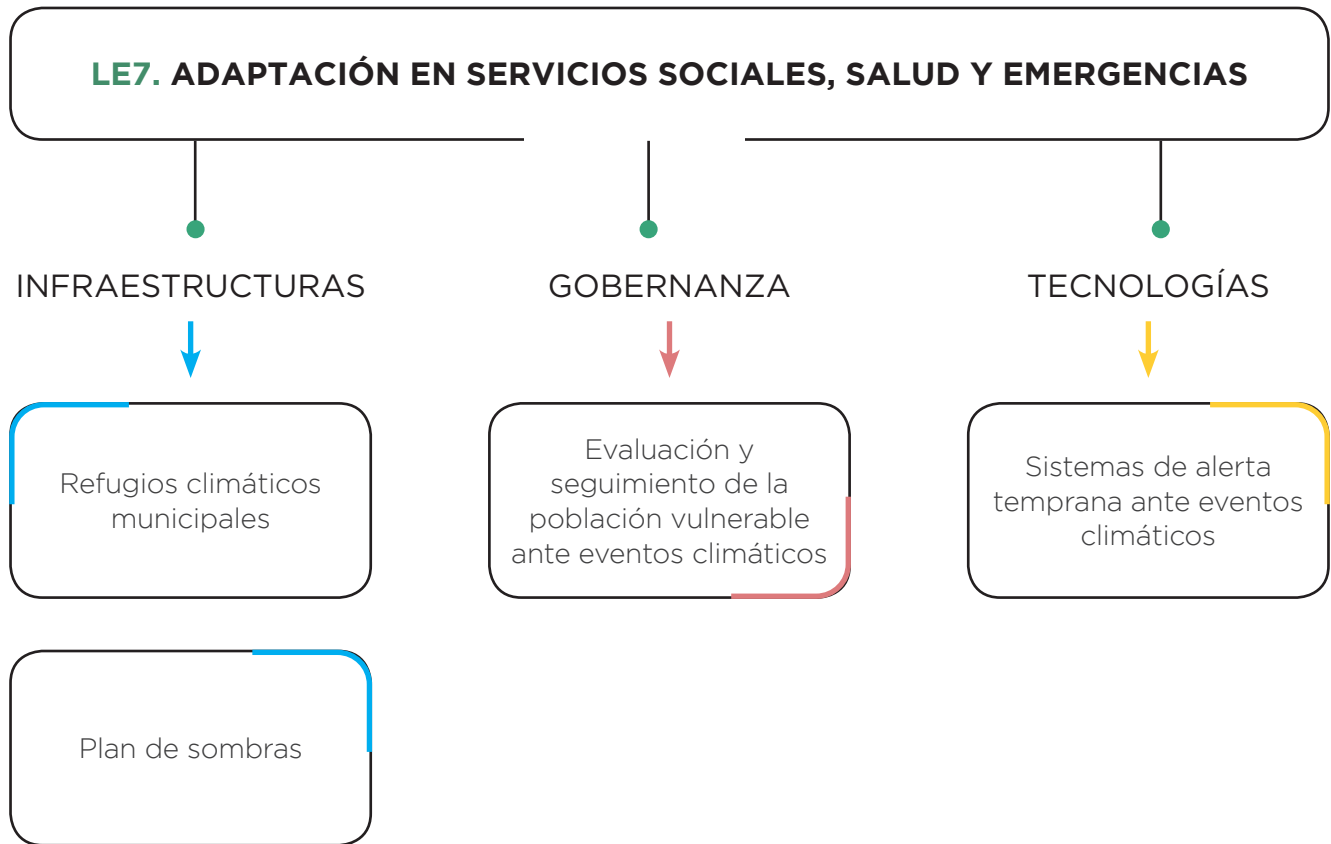 LE7. ADAPTACIÓN EN SERVICIOS SOCIALES, SALUD Y EMERGENCIAS
INFRAESTRUCTURAS
GOBERNANZA
TECNOLOGÍAS
Refugios climáticos
municipales
Evaluación y
seguimiento de la
población vulnerable
ante eventos climáticos
Sistemas de alerta
temprana ante eventos
climáticos
Plan de sombras